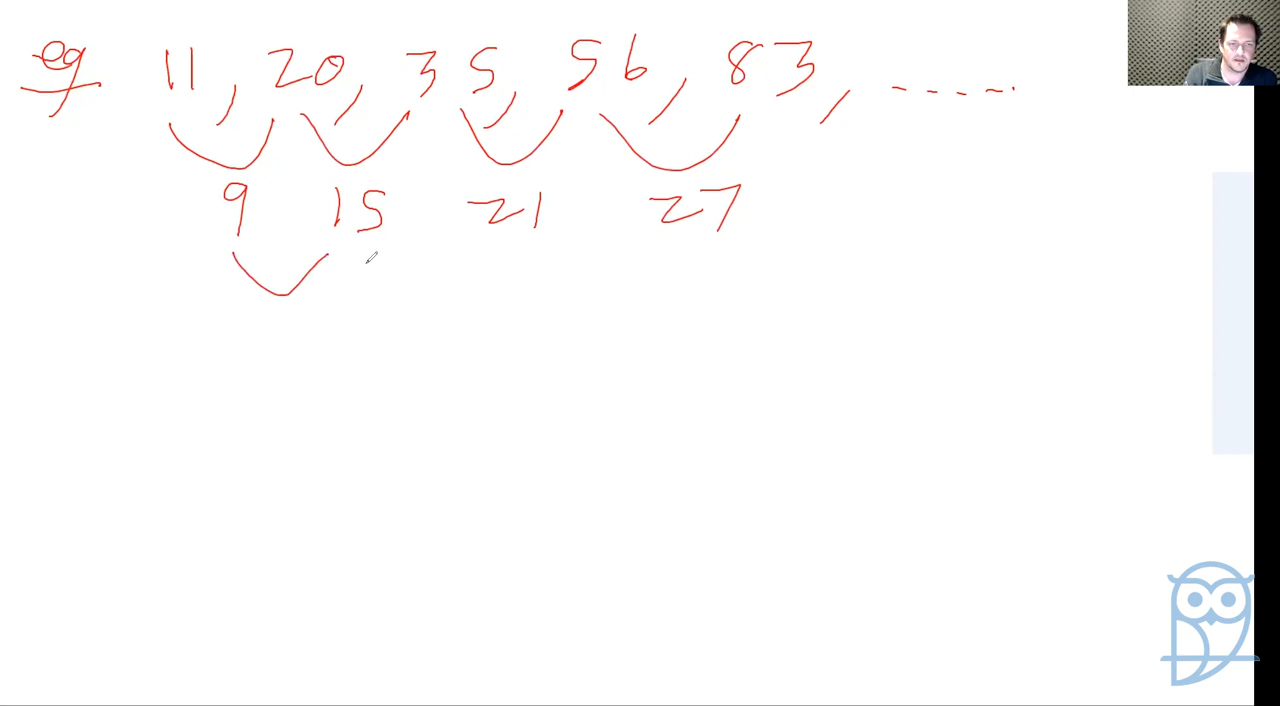 eg 11, 20, 35, 56, 83, .....
9 15 21 27